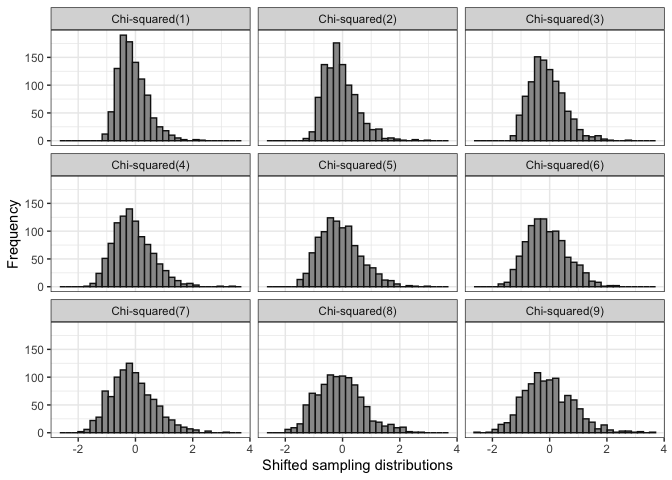 Chi-squared(1) Chi-squared(2) Chi-squared(3)
150
100
50
0
Chi-squared(4) Chi-squared(5) Chi-squared(6)
Frequency
150
100
50
0
Chi-squared(7) Chi-squared(8) Chi-squared(9)
150
100
50
0
-2 0 2 4 -2 0 2 4 -2 0 2 4
Shifted sampling distributions